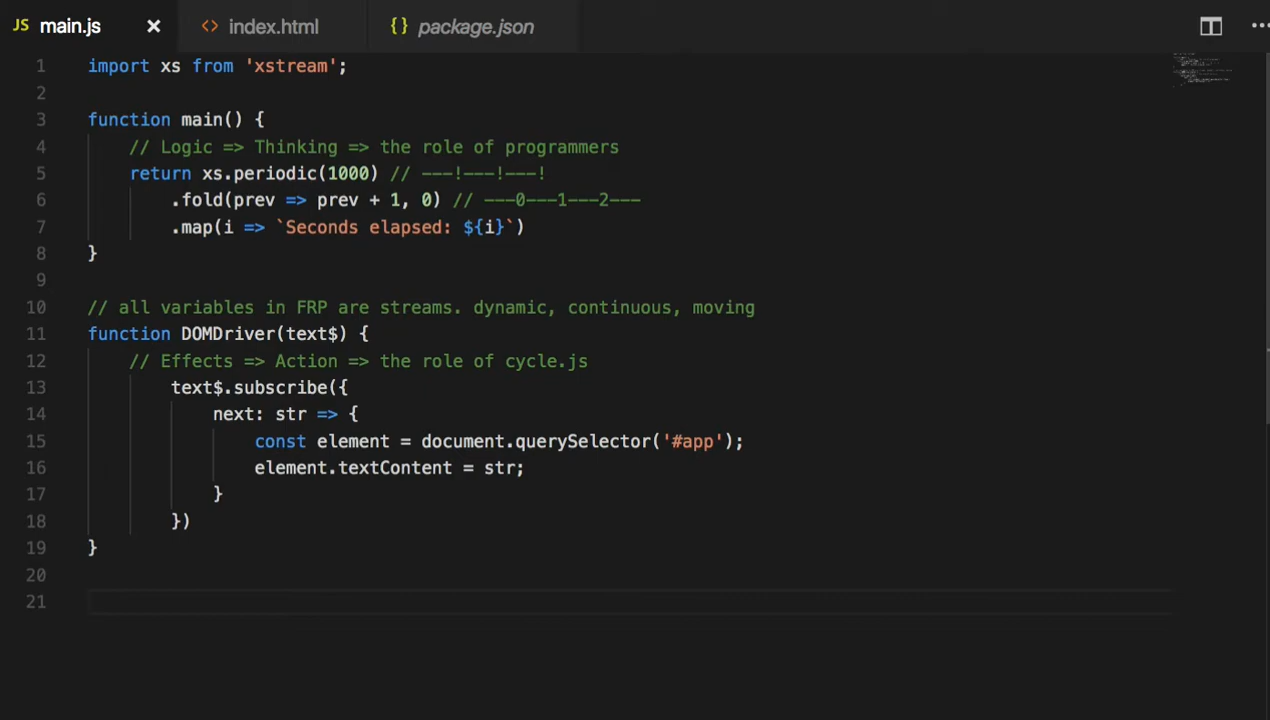 JS main.js × <> index.html {} package.json
1 import xs from 'xstream';
2
3 function main() {
4 // Logic => Thinking => the role of programmers
5 return xs.periodic(1000) // ---!---!---!
6 .fold(prev => prev + 1, 0) // ---0---1---2---
7 .map(i => `Seconds elapsed: ${i}`)
8 }
9
10 // all variables in FRP are streams. dynamic, continuous, moving
11 function DOMDriver(text$) {
12 // Effects => Action => the role of cycle.js
13 text$.subscribe({
14 next: str => {
15 const element = document.querySelector('#app');
16 element.textContent = str;
17 }
18 })
19 }
20
21